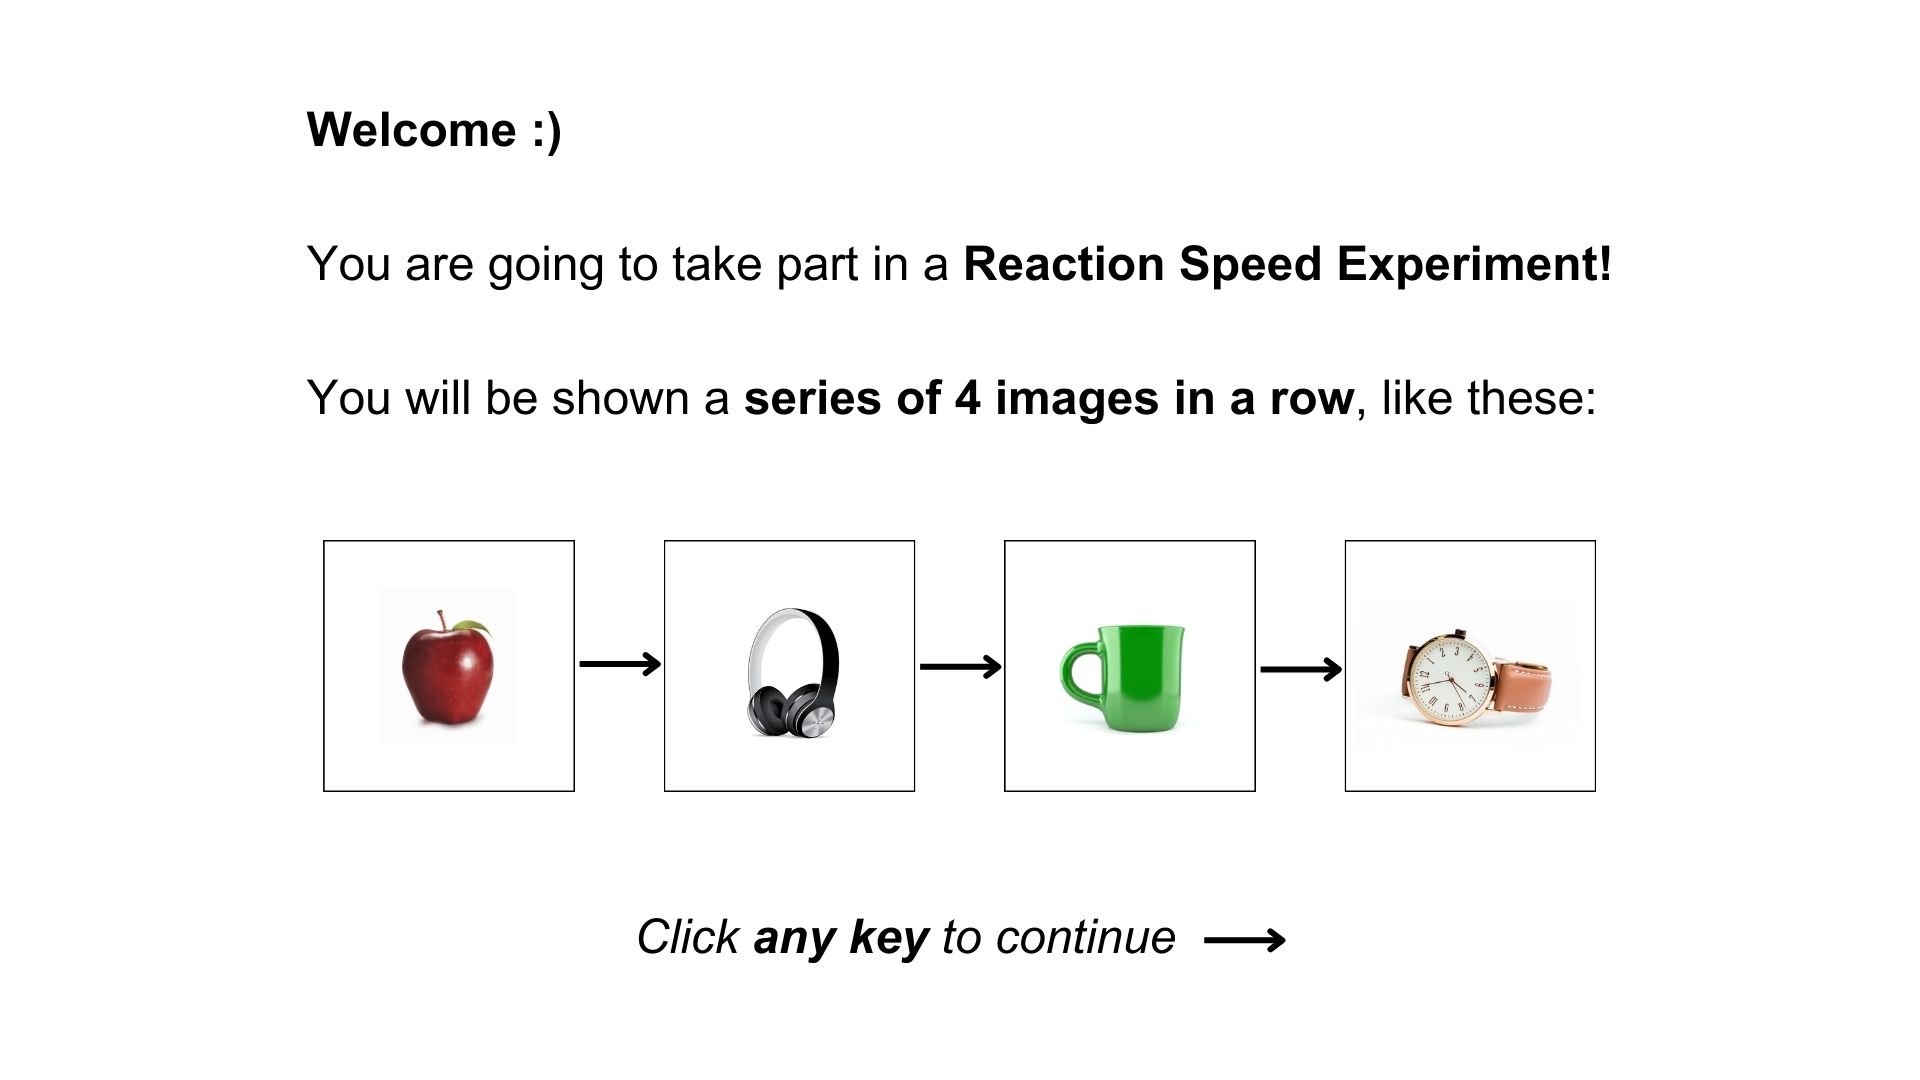 Welcome :)
You are going to take part in a Reaction Speed Experiment!
You will be shown a series of 4 images in a row, like these:
Click any key to continue